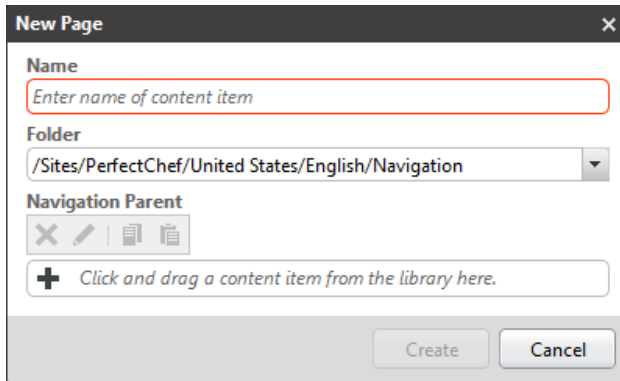 New Page
Name
Enter name of content item
Folder
/Sites/PerfectChef/United States/English/Navigation
Navigation Parent
Click and drag a content item from the library here.
Create Cancel